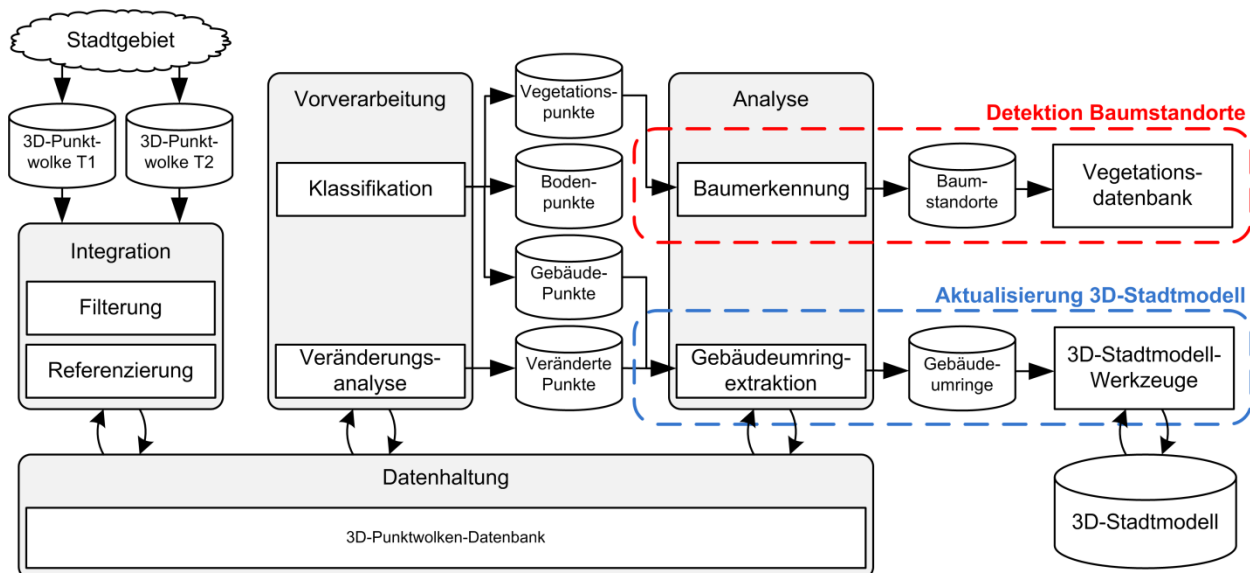 Stadtgebiet
3D-Punkt-
wolke T1
3D-Punkt-
wolke T2
Integration
Filterung
Referenzierung
Vorverarbeitung
Klassifikation
Veränderungs-
analyse
Vegetations-
punkte
Boden-
punkte
Gebäude-
Punkte
Veränderte
Punkte
Analyse
Baumerkennung
Gebäudeumring-
extraktion
Detektion Baumstandorte
Baum-
standorte
Vegetations-
datenbank
Aktualisierung 3D-Stadtmodell
Gebäude-
umringe
3D-Stadtmodell-
Werkzeuge
3D-Stadtmodell
Datenhaltung
3D-Punktwolken-Datenbank